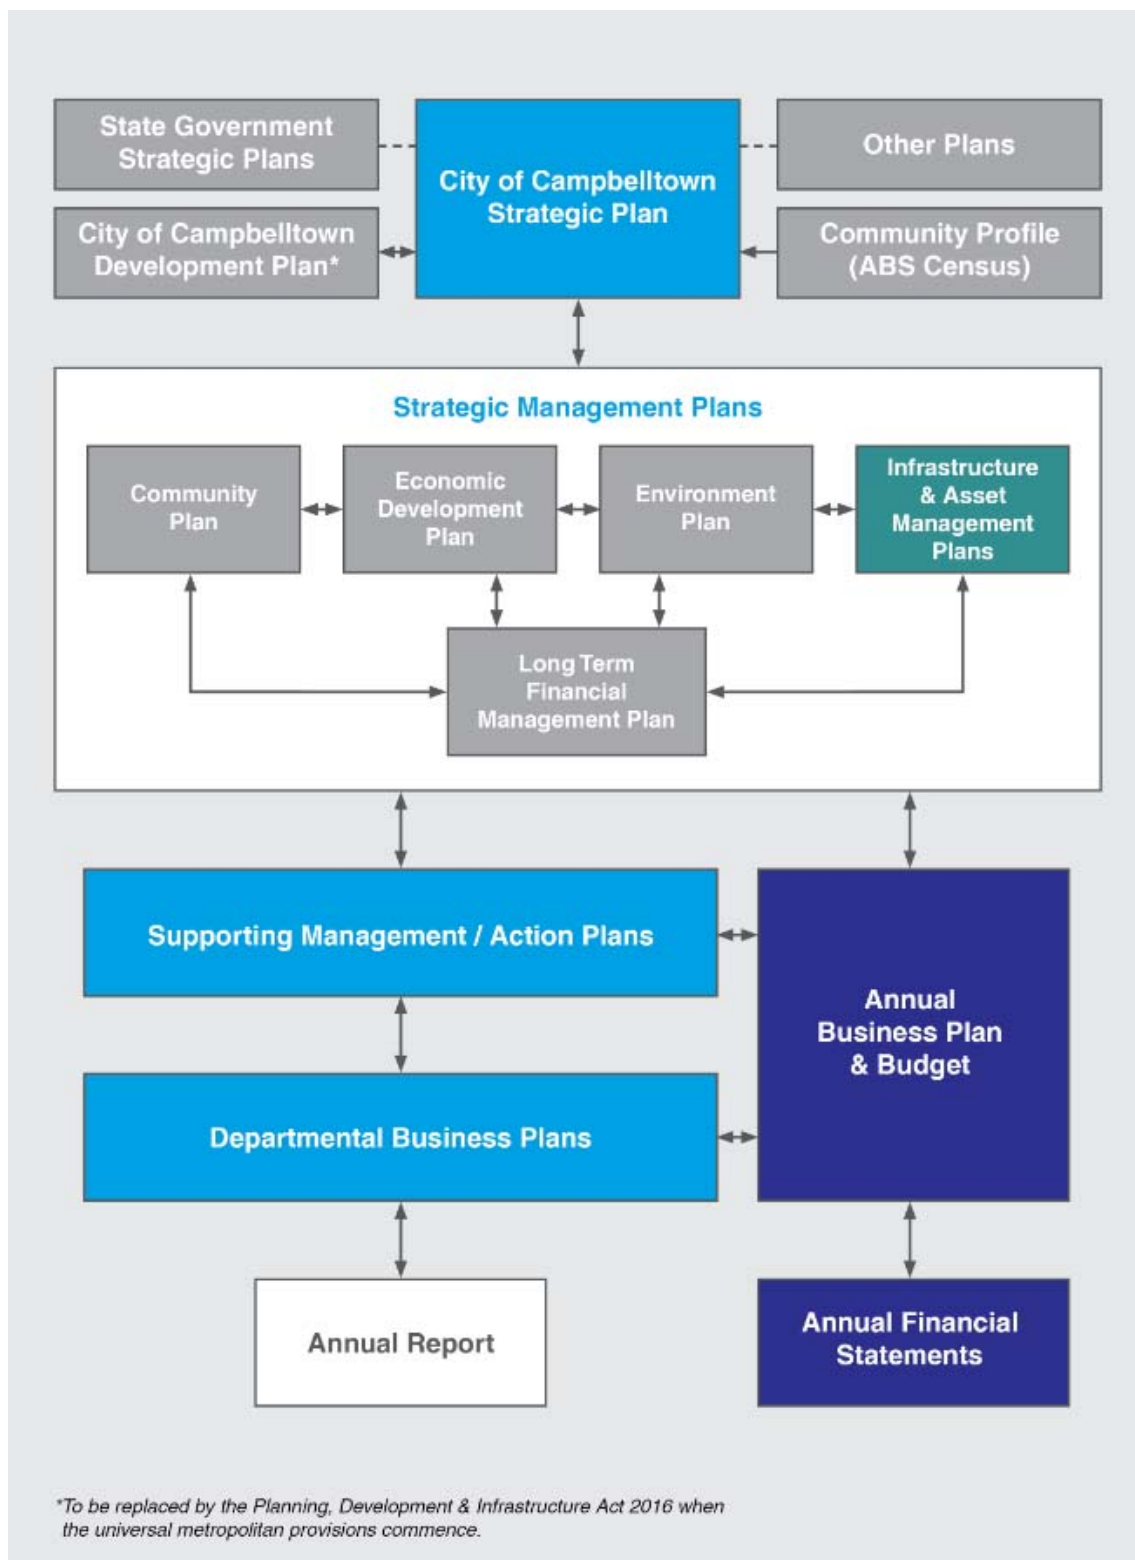 State Government
Strategic Plans
City of Campbelltown
Strategic Plan
Other Plans
City of Campbelltown
Development Plan*
Community Profile
(ABS Census)
Strategic Management Plans
Community
Plan
Economic
Development
Plan
Environment
Plan
Infrastructure
& Asset
Management
Plans
Long Term
Financial
Management Plan
Supporting Management / Action Plans
Annual
Business Plan
& Budget
Departmental Business Plans
Annual Report
Annual Financial
Statements
*To be replaced by the Planning, Development & Infrastructure Act 2016 when
the universal metropolitan provisions commence.